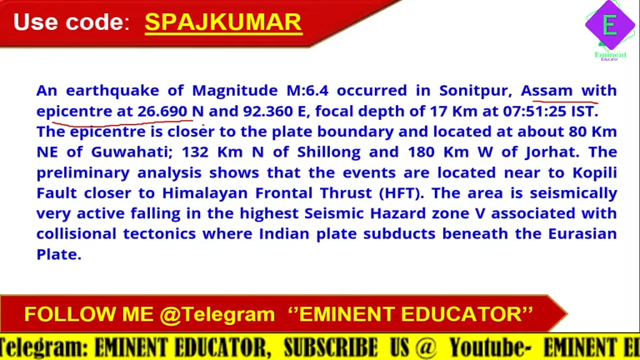 Use code: SPAJKUMAR
E
Eminent
Educator
An earthquake of Magnitude M:6.4 occurred in Sonitpur, Assam with
epicentre at 26.690 N and 92.360 E, focal depth of 17 Km at 07:51:25 IST.
The epicentre is closer to the plate boundary and located at about 80 Km
NE of Guwahati; 132 Km N of Shillong and 180 Km W of Jorhat. The
preliminary analysis shows that the events are located near to Kopili
Fault closer to Himalayan Frontal Thrust (HFT). The area is seismically
very active falling in the highest Seismic Hazard zone V associated with
collisional tectonics where Indian plate subducts beneath the Eurasian
Plate.
FOLLOW ME @Telegram ‘’EMINENT EDUCATOR’’
Telegram: EMINENT EDUCATOR, SUBSCRIBE US @ Youtube- EMINENT E